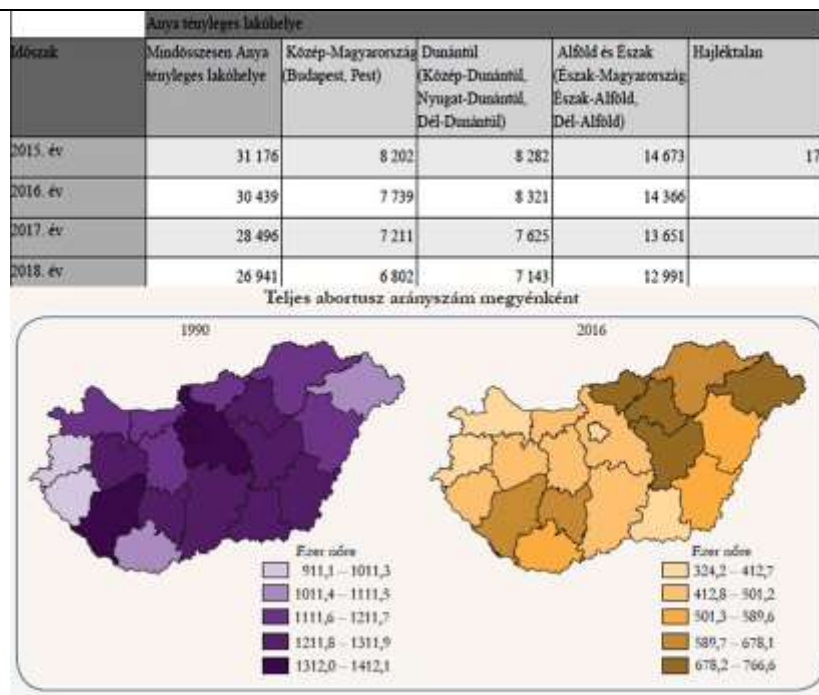 Anya tényleges lakóhelye
Időszak Mindösszesen Anya tényleges lakóhelye Közép-Magyarország (Budapest, Pest) Dunántúl (Közép-Dunántúl, Nyugat-Dunántúl, Dél-Dunántúl) Alföld és Észak (Észak-Magyarország, Észak-Alföld, Dél-Alföld) Hajléktalan
2015. év 31 176 8 202 8 282 14 673 17
2016. év 30 439 7 739 8 321 14 366
2017. év 28 496 7 211 7 625 13 651
2018. év 26 941 6 802 7 143 12 991
Teljes abortusz arányszám megyénként
1990 2016
Ezer nőre
911,1 – 1011,3
1011,4 – 1111,5
1111,6 – 1211,7
1211,8 – 1311,9
1312,0 – 1412,1
Ezer nőre
324,2 – 412,7
412,8 – 501,2
501,3 – 589,6
589,7 – 678,1
678,2 – 766,6